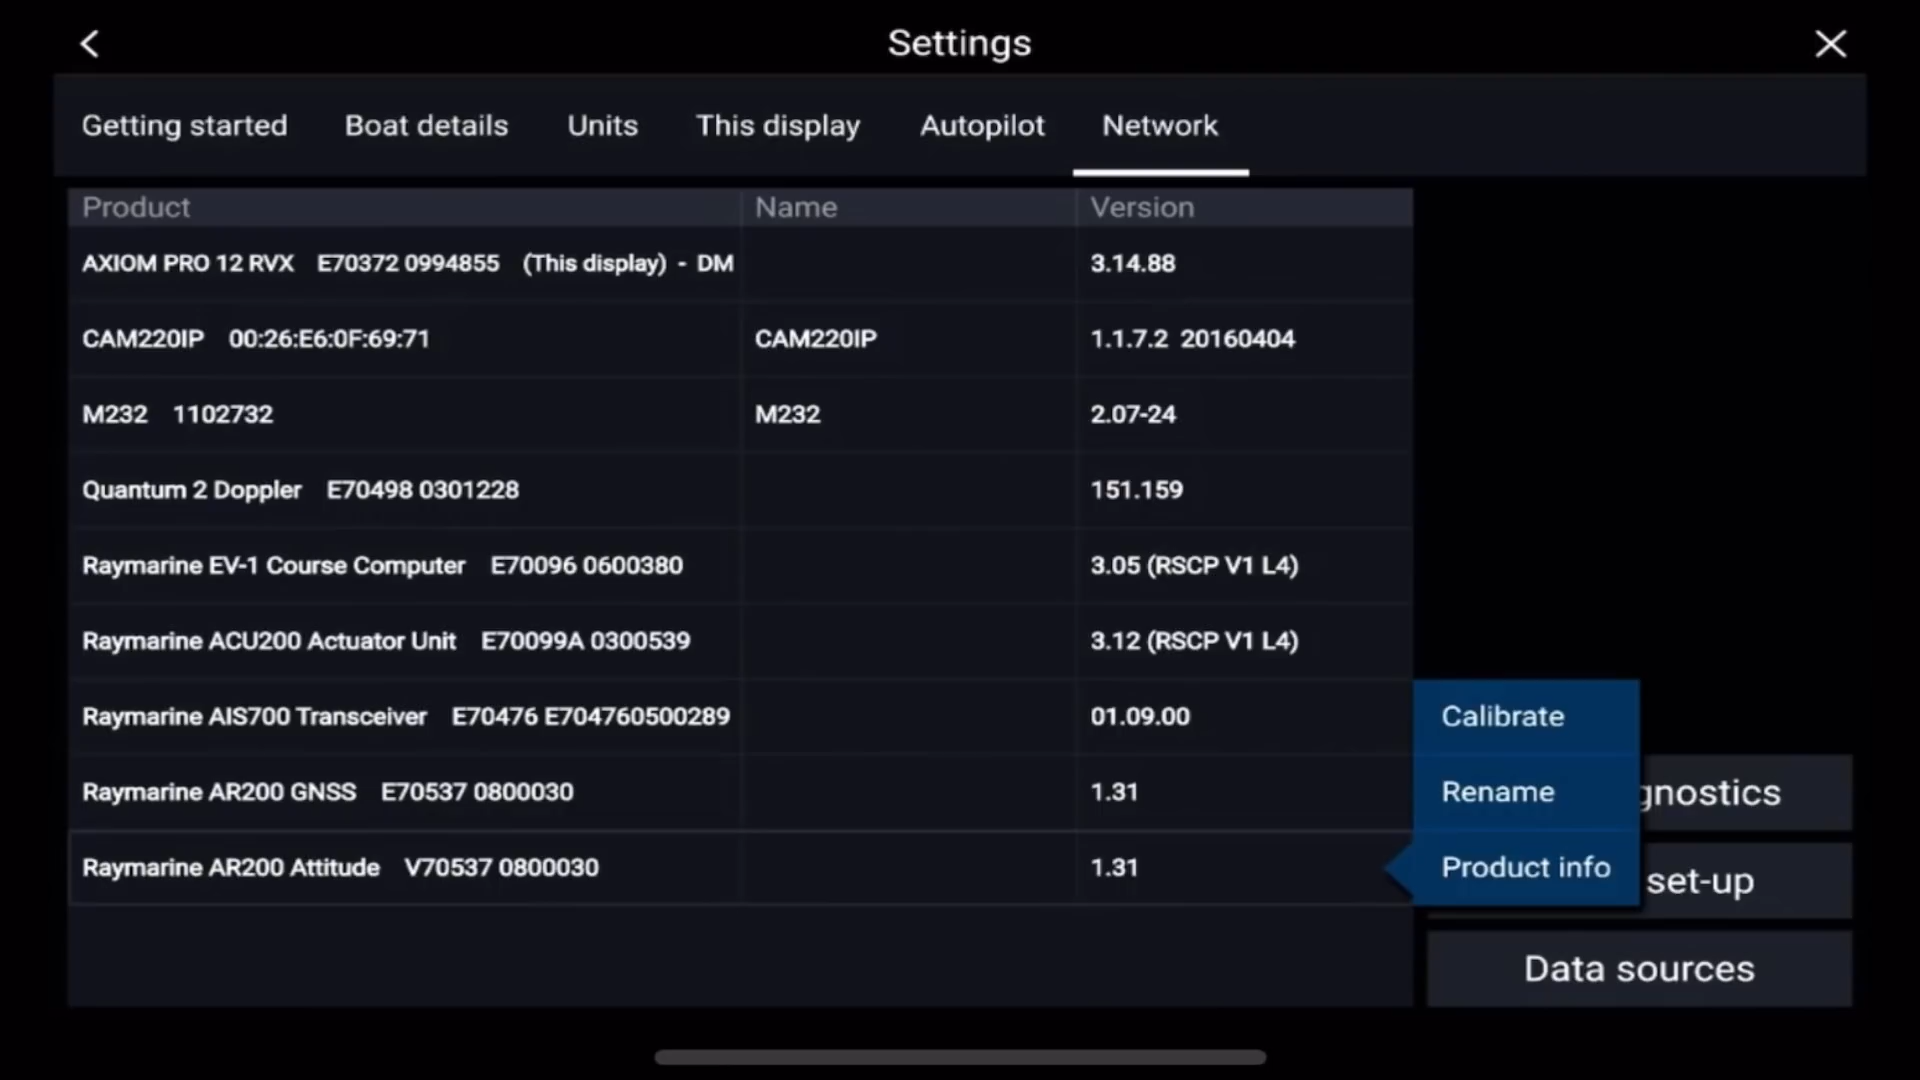 Settings
Getting started Boat details Units This display Autopilot Network
Product Name Version
AXIOM PRO 12 RVX E70372 0994855 (This display) - DM 3.14.88
CAM220IP 00:26:E6:0F:69:71 CAM220IP 1.1.7.2 20160404
M232 1102732 M232 2.07-24
Quantum 2 Doppler E70498 0301228 151.159
Raymarine EV-1 Course Computer E70096 0600380 3.05 (RSCP V1 L4)
Raymarine ACU200 Actuator Unit E70099A 0300539 3.12 (RSCP V1 L4)
Raymarine AIS700 Transceiver E70476 E704760500289 01.09.00 Calibrate
Raymarine AR200 GNSS E70537 0800030 1.31 Rename gnostics
Raymarine AR200 Attitude V70537 0800030 1.31 Product info set-up
Data sources